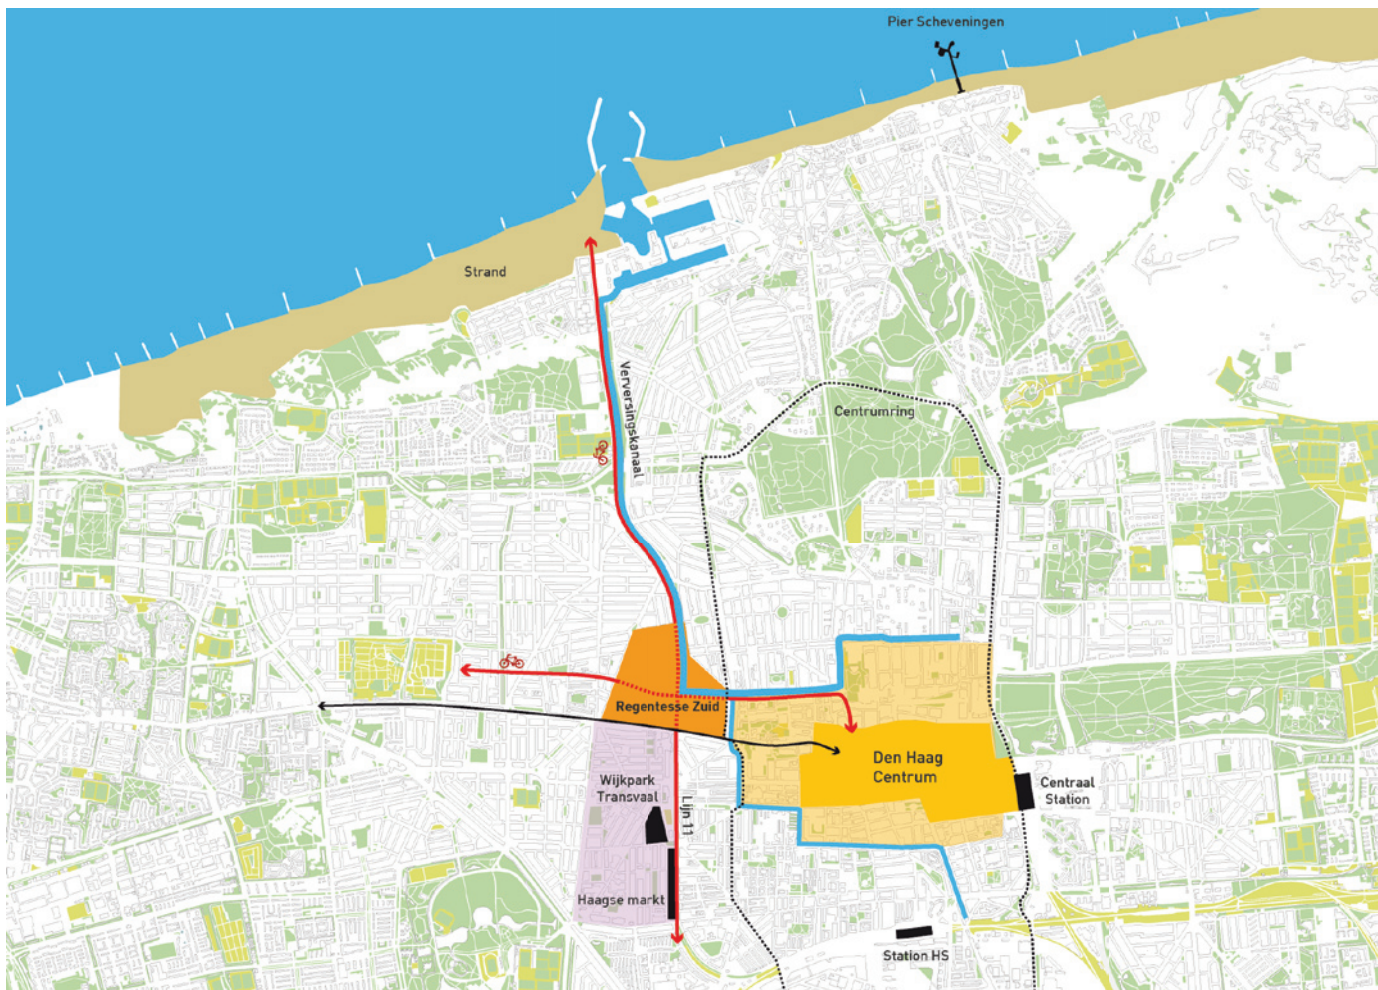 Pier Scheveningen
Strand
Verversingskanaal
Centrumring
Regentesse Zuid
Den Haag
Centrum
Wijkpark
Transvaal
Lijn 11
Centraal
Station
Haagse markt
Station HS